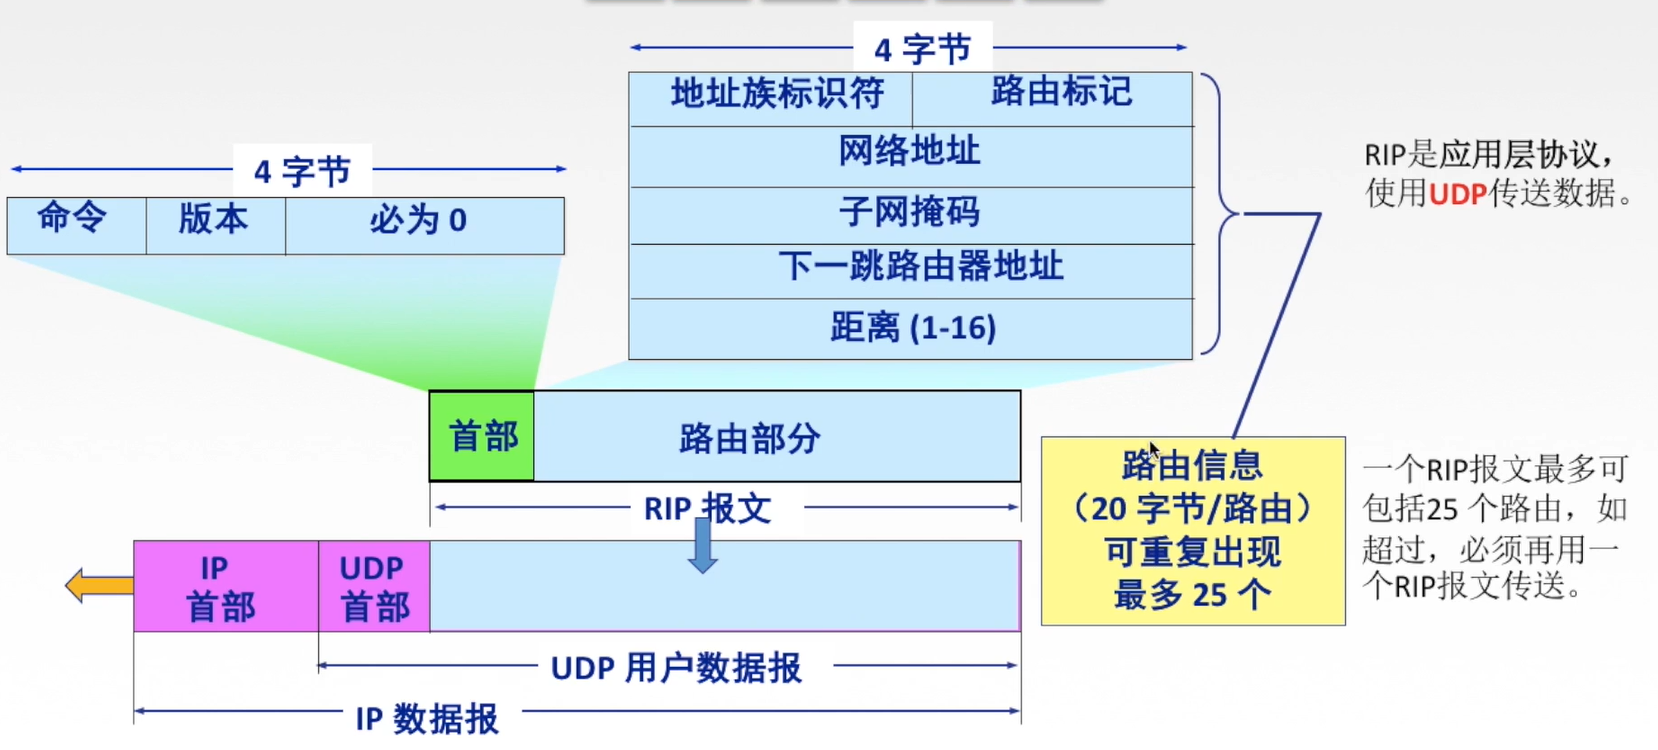 4 字节
地址族标识符 路由标记
网络地址
子网掩码
下一跳路由器地址
距离 (1-16)
4 字节
命令 版本 必为 0
RIP是应用层协议，
使用UDP传送数据。
首部 路由部分
RIP 报文
路由信息
（20 字节/路由）
可重复出现
最多 25 个
一个RIP报文最多可
包括25 个路由，如
超过，必须再用一
个RIP报文传送。
IP
首部
UDP
首部
UDP 用户数据报
IP 数据报